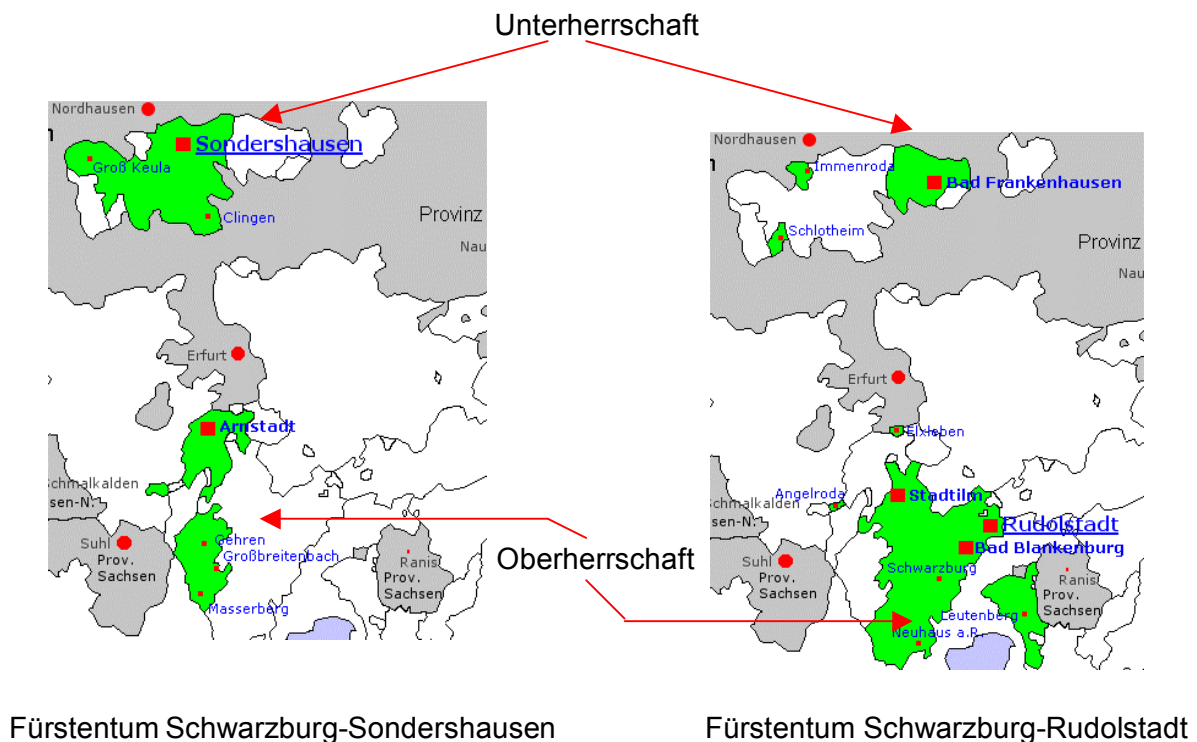 Unterherrschaft
Nordhausen
Sondershausen
Groß Keula
Clingen
Provinz
Nau
Erfurt
Arnstadt
chmalkalden
sen-N.
Gehren
Suhl
Prov.
Sachsen
Großbreitenbach
Ranis
Prov.
Sachsen
Masserberg
Nordhausen
Immenroda
Bad Frankenhausen
Schlotheim
Provinz
Nau
Erfurt
Elxleben
Angelroda
Schmalkalden
sen-N.
Stadtilm
Rudolstadt
Bad Blankenburg
Suhl
Prov.
Sachsen
Schwarzburg
Ranis
Prov.
Sachsen
Leutenberg
Neuhaus a.R.
Oberherrschaft
Fürstentum Schwarzburg-Sondershausen
Fürstentum Schwarzburg-Rudolstadt